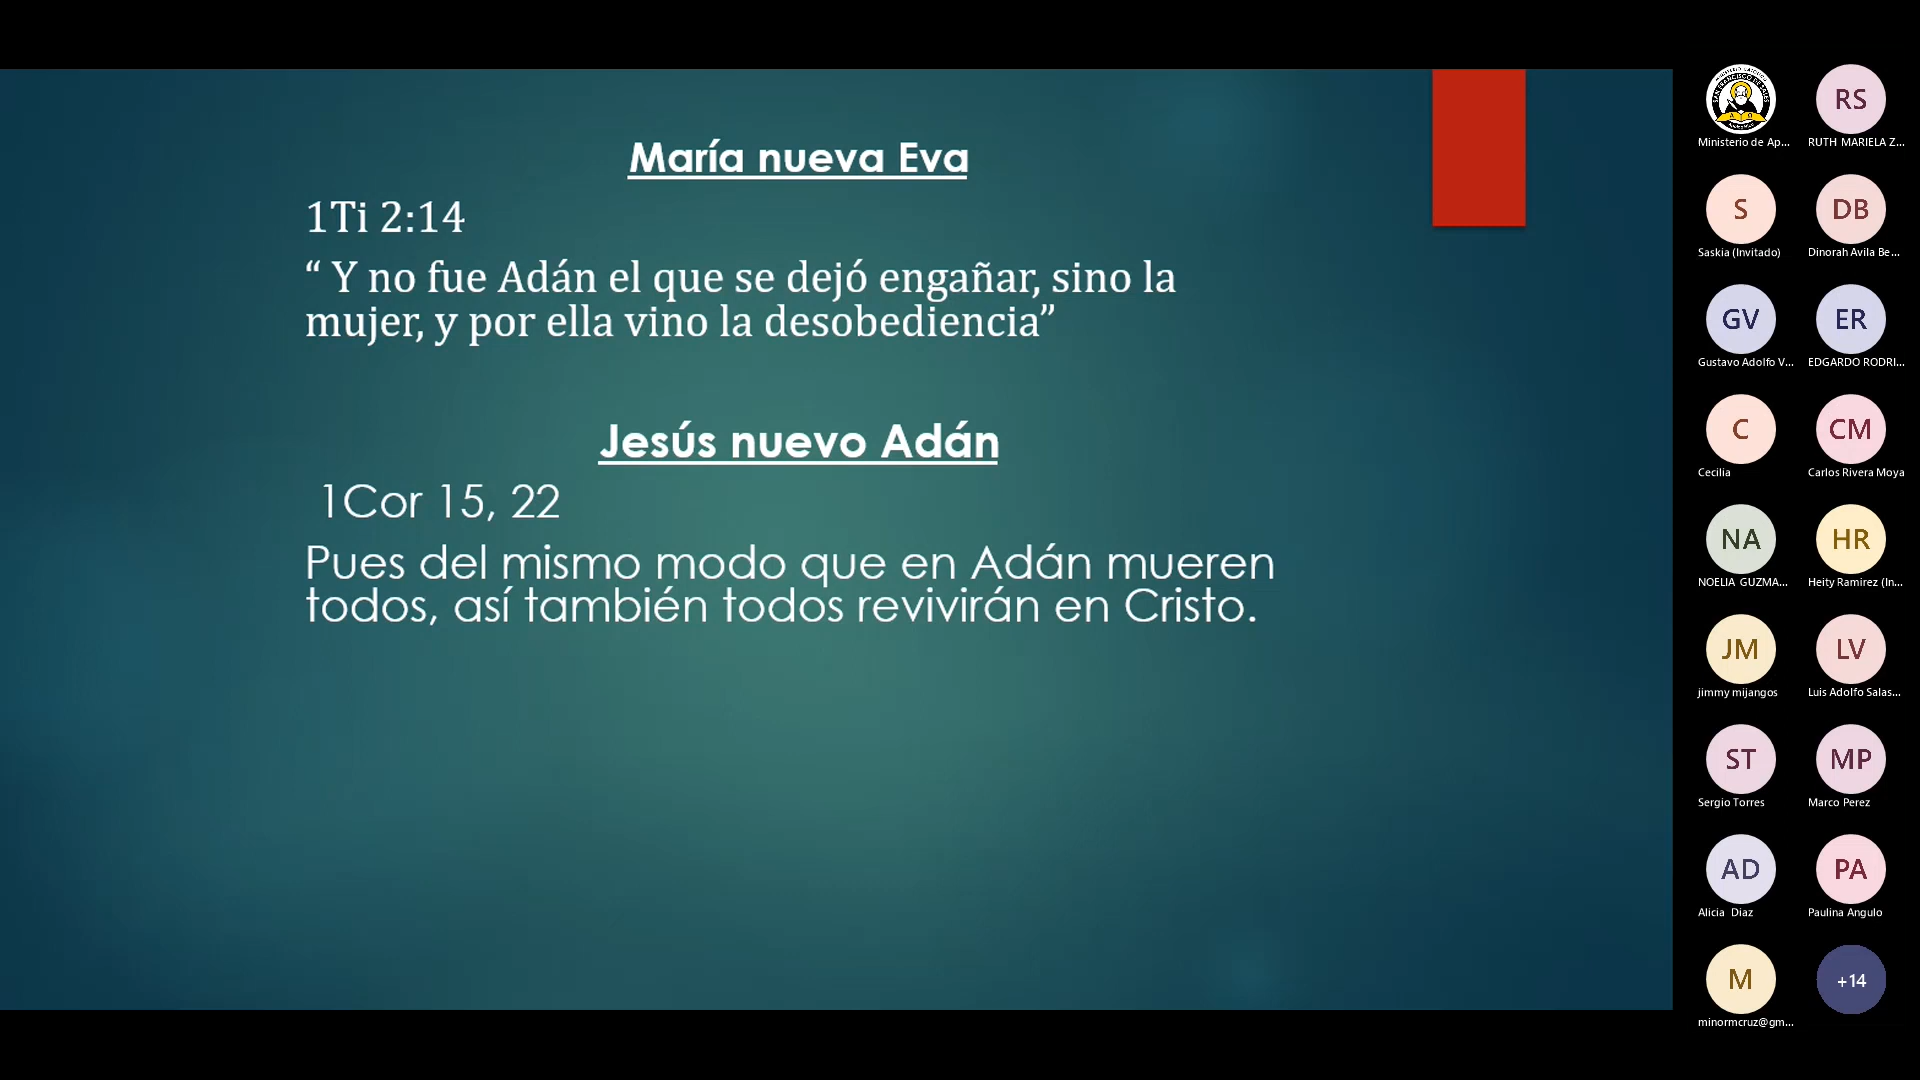 María nueva Eva
1Ti 2:14
“ Y no fue Adán el que se dejó engañar, sino la
mujer, y por ella vino la desobediencia”
Jesús nuevo Adán
1Cor 15, 22
Pues del mismo modo que en Adán mueren
todos, así también todos revivirán en Cristo.
Ministerio de Ap...
RS
RUTH MARIELA Z...
S
Saskia (Invitado)
DB
Dinorah Avila Be...
GV
Gustavo Adolfo V...
ER
EDGARDO RODRI...
C
Cecilia
CM
Carlos Rivera Moya
NA
NOELIA GUZMA...
HR
Heity Ramirez (In...
JM
jimmy mijangos
LV
Luis Adolfo Salas...
ST
Sergio Torres
MP
Marco Perez
AD
Alicia Diaz
PA
Paulina Angulo
M
minormcruz@gm...
+14